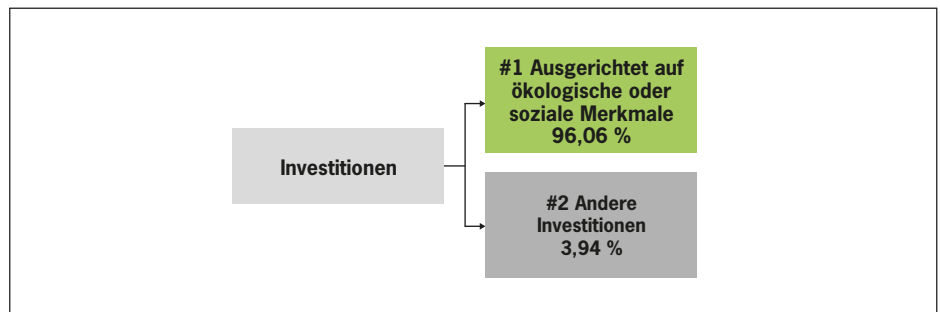 Investitionen
#1 Ausgerichtet auf
ökologische oder
soziale Merkmale
96,06 %
#2 Andere
Investitionen
3,94 %